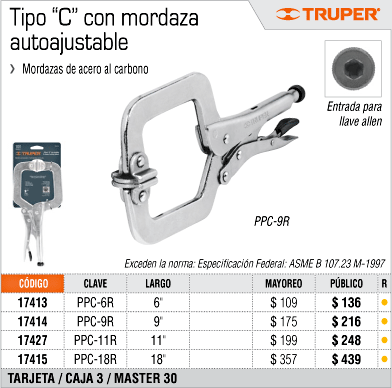 Tipo “C” con mordaza
autoajustable
TRUPER
❯ Mordazas de acero al carbono
Entrada para
llave allen
PPC-9R
Exceden la norma: Especificación Federal: ASME B 107.23 M-1997
CÓDIGO CLAVE LARGO MAYOREO PÚBLICO R
17413 PPC-6R 6" $ 109 $ 136
17414 PPC-9R 9" $ 175 $ 216
17427 PPC-11R 11" $ 199 $ 248
17415 PPC-18R 18" $ 357 $ 439
TARJETA / CAJA 3 / MASTER 30